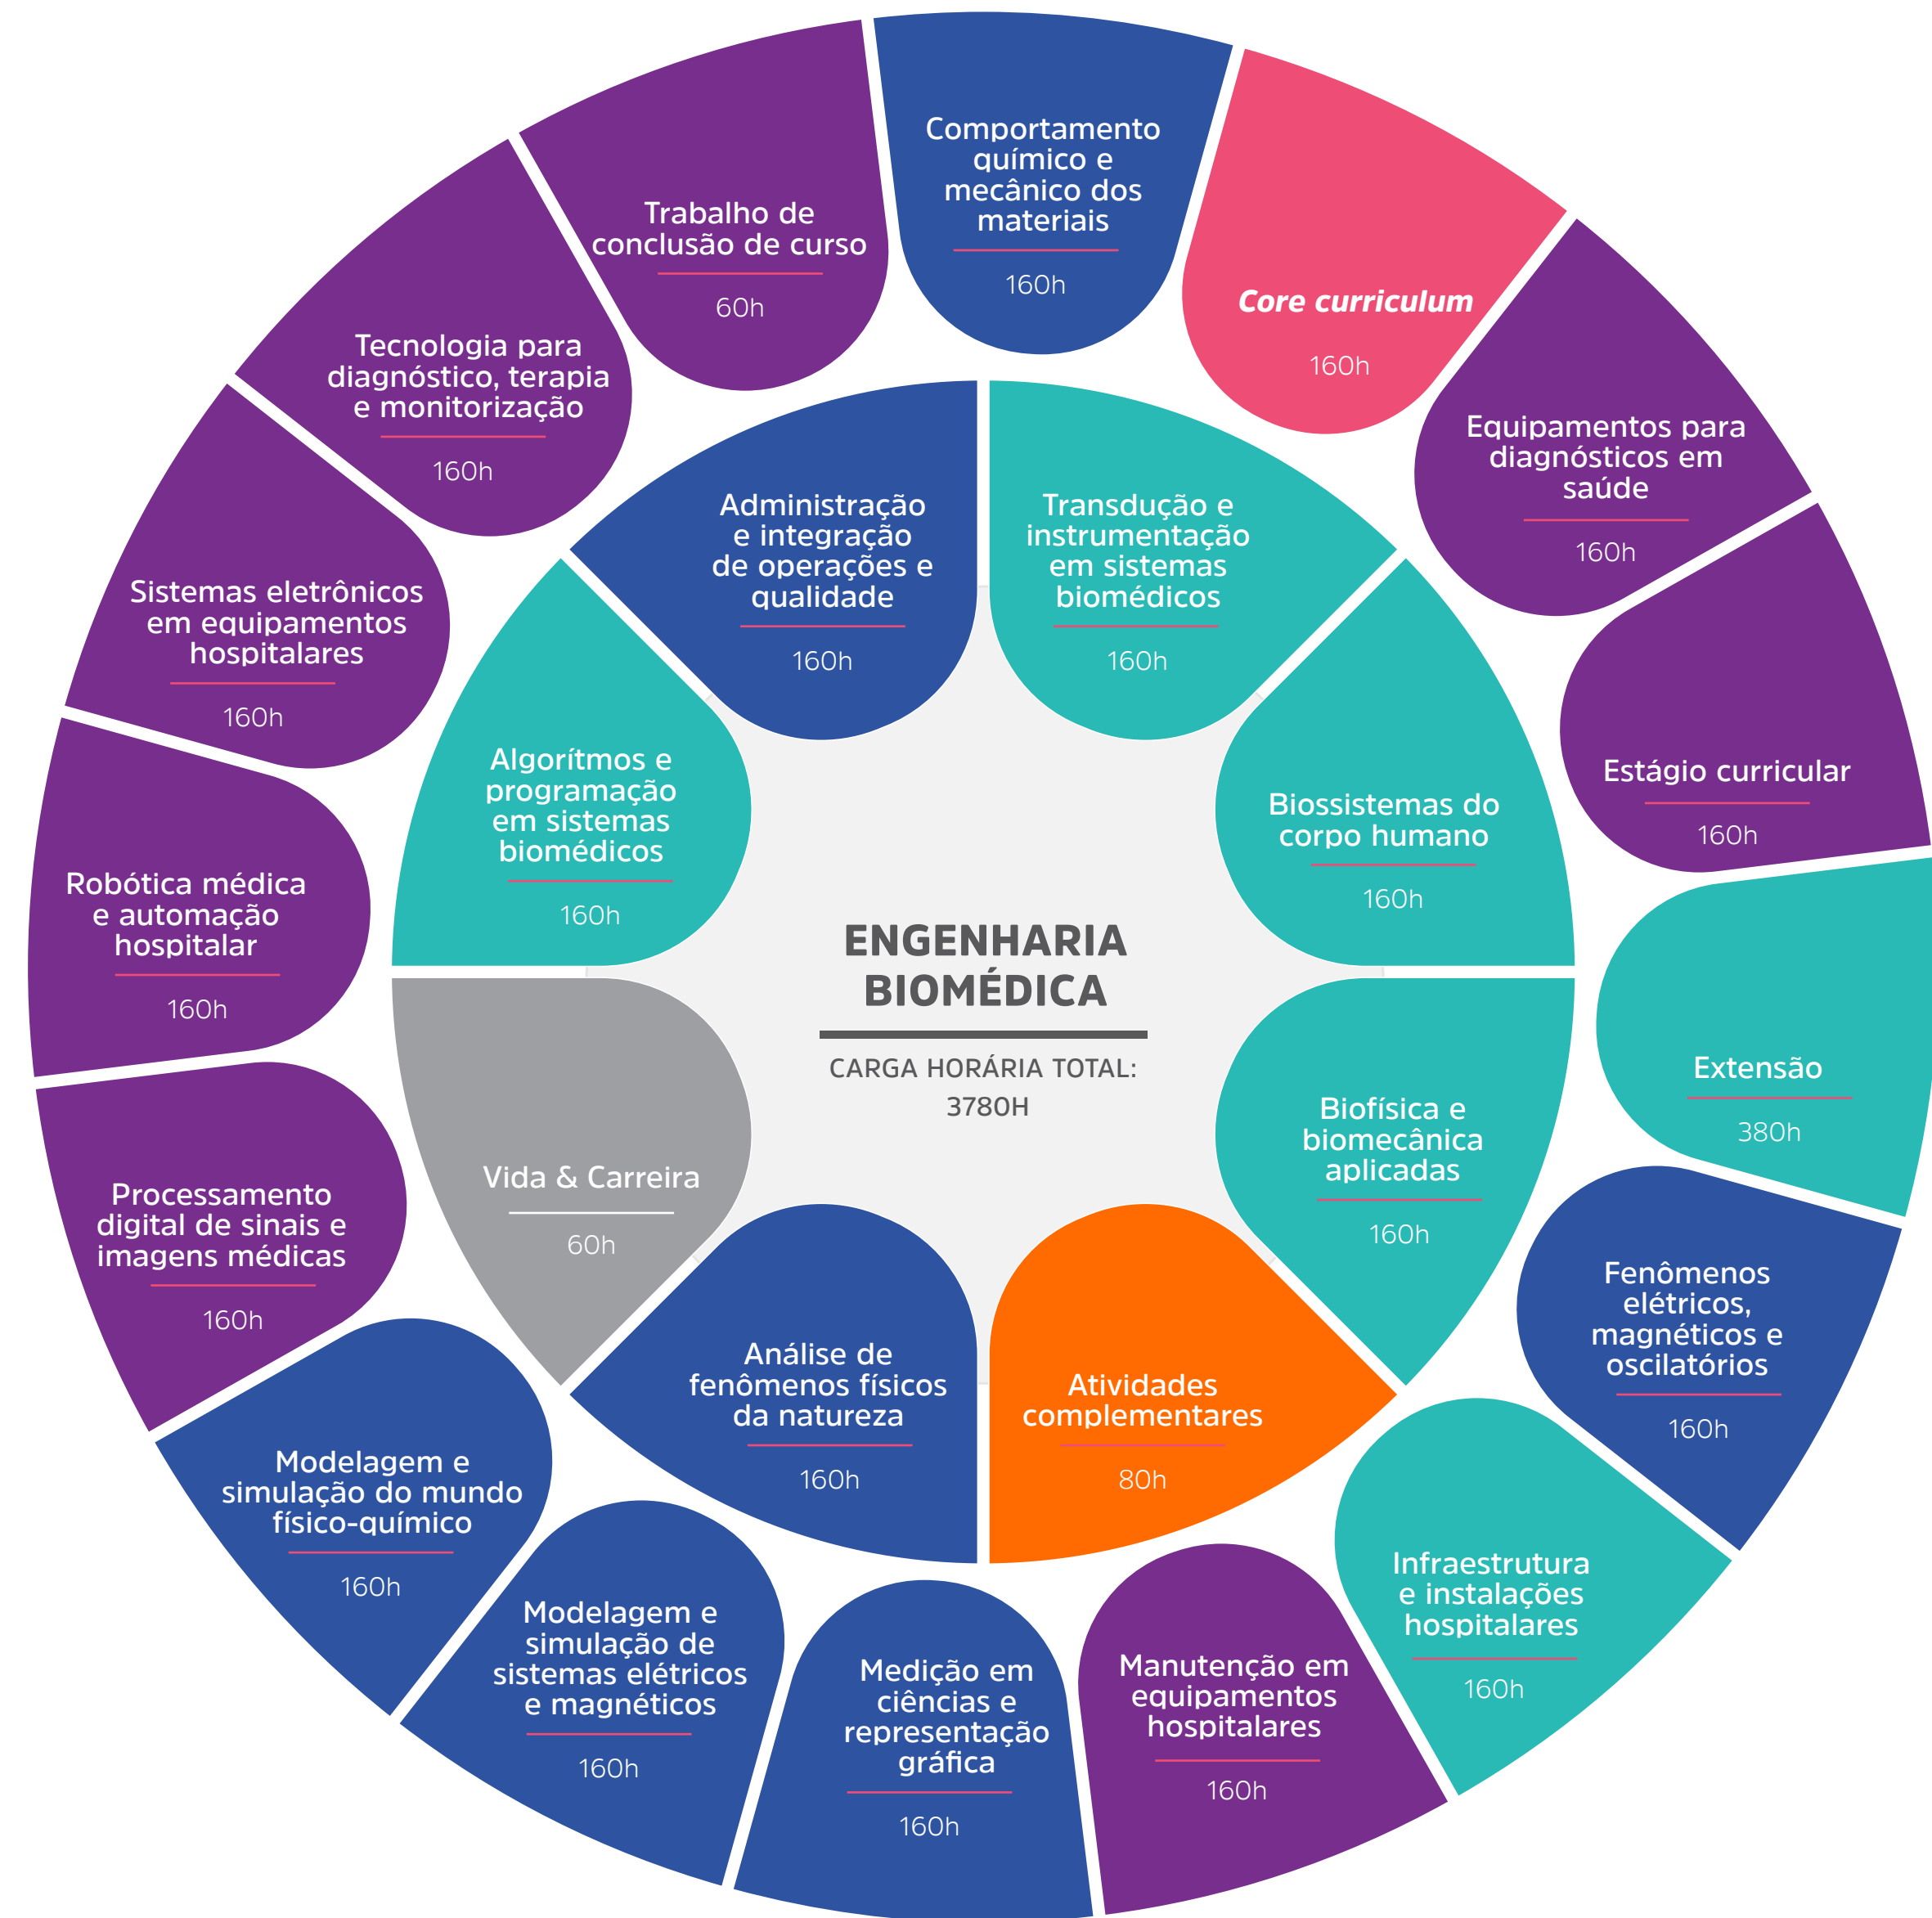 Comportamento
químico e
mecânico dos
materiais
160h
Core curriculum
160h
Equipamentos para
diagnósticos em
saúde
160h
Estágio curricular
160h
Extensão
380h
Fenômenos
elétricos,
magnéticos e
oscilatórios
160h
Infraestrutura
e instalações
hospitalares
160h
Manutenção em
equipamentos
hospitalares
160h
Medição em
ciências e
representação
gráfica
160h
Modelagem e
simulação de
sistemas elétricos
e magnéticos
160h
Modelagem e
simulação do mundo
físico-químico
160h
Processamento
digital de sinais e
imagens médicas
160h
Robótica médica
e automação
hospitalar
160h
Sistemas eletrônicos
em equipamentos
hospitalares
160h
Tecnologia para
diagnóstico, terapia
e monitorização
160h
Trabalho de
conclusão de curso
60h
Administração
e integração
de operações e
qualidade
160h
Transdução e
instrumentação
em sistemas
biomédicos
160h
Biossistemas do
corpo humano
160h
Biofísica e
biomecânica
aplicadas
160h
Atividades
complementares
80h
Análise de
fenômenos físicos
da natureza
160h
Vida & Carreira
60h
Algorítmos e
programação
em sistemas
biomédicos
160h
ENGENHARIA
BIOMÉDICA
CARGA HORÁRIA TOTAL:
3780H